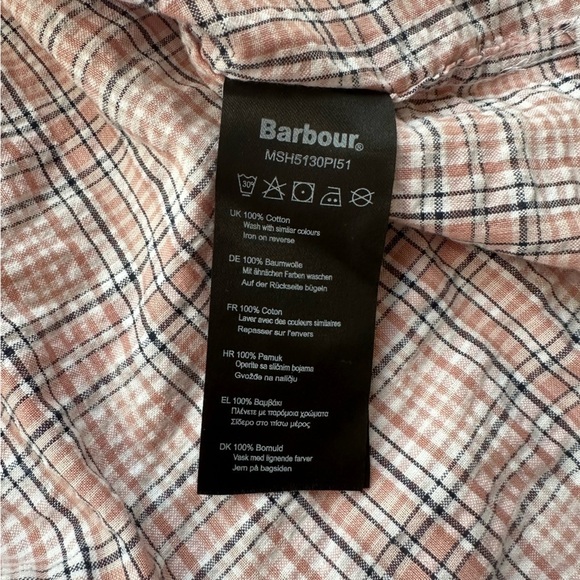 Barbour®
MSH5130PI51
30°
UK 100% Cotton
Wash with similar colours
Iron on reverse
DE 100% Baumwolle
Mit ähnlichen Farben waschen
Auf der Rückseite bügeln
FR 100% Coton
Laver avec des couleurs similaires
Repasser sur l'envers
HR 100% Pamuk
Operite sa sličnim bojama
Gvožđe na naličju
EL 100% Βαμβάκι
Πλένετε με παρόμοια χρώματα
Σίδερο στο πίσω μέρος
DK 100% Bomuld
Vask med lignende farver
Jern på bagsiden